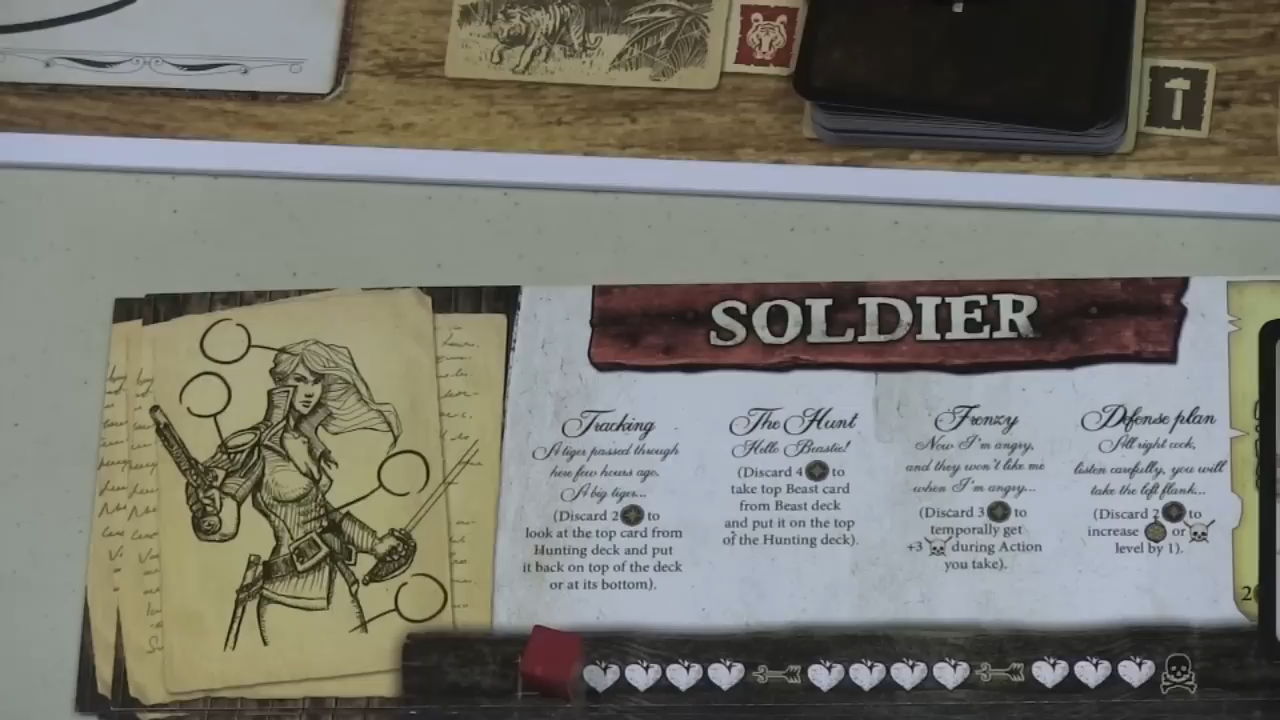 SOLDIER
Tracking
A tiger passed through
here few hours ago.
A big tiger...
(Discard 2 to
look at the top card from
Hunting deck and put
it back on top of the deck
or at its bottom).
The Hunt
Hello Beastie!
(Discard 4 to
take top Beast card
from Beast deck
and put it on the top
of the Hunting deck).
Frenzy
Now I'm angry,
and they won't like me
when I'm angry...
(Discard 3 to
temporally get
+3 during Action
you take).
Defense plan
All right cook,
listen carefully, you will
take the left flank...
(Discard 2 to
increase or
level by 1).
2